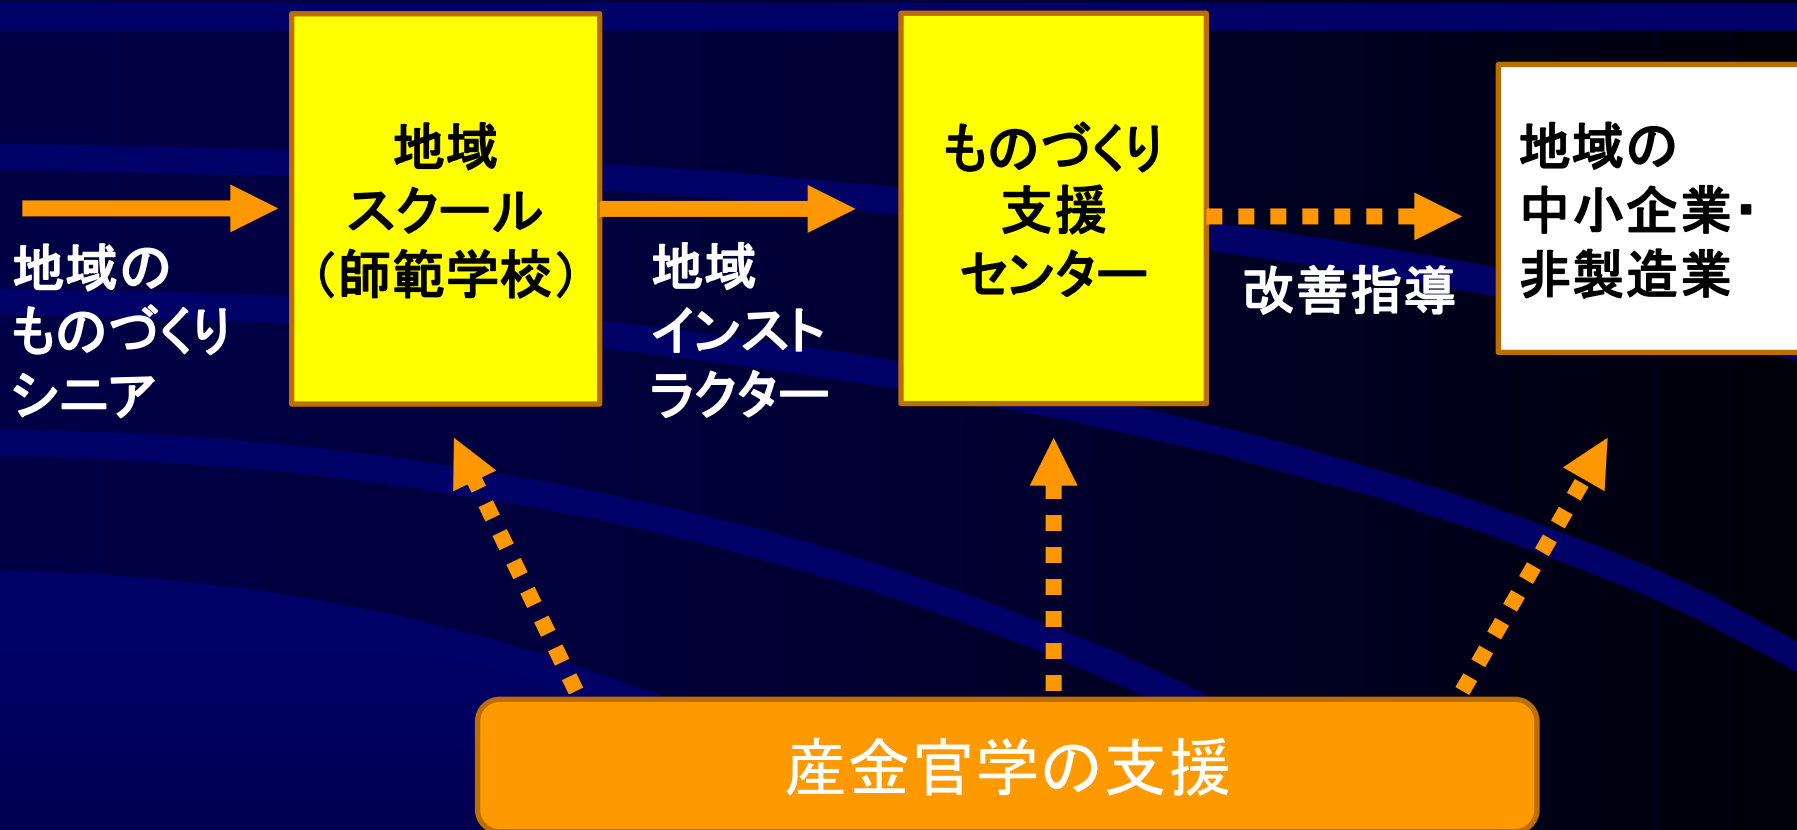 地域の
ものづくり
シニア
地域
スクール
（師範学校）
地域
インスト
ラクター
ものづくり
支援
センター
改善指導
地域の
中小企業・
非製造業
産金官学の支援